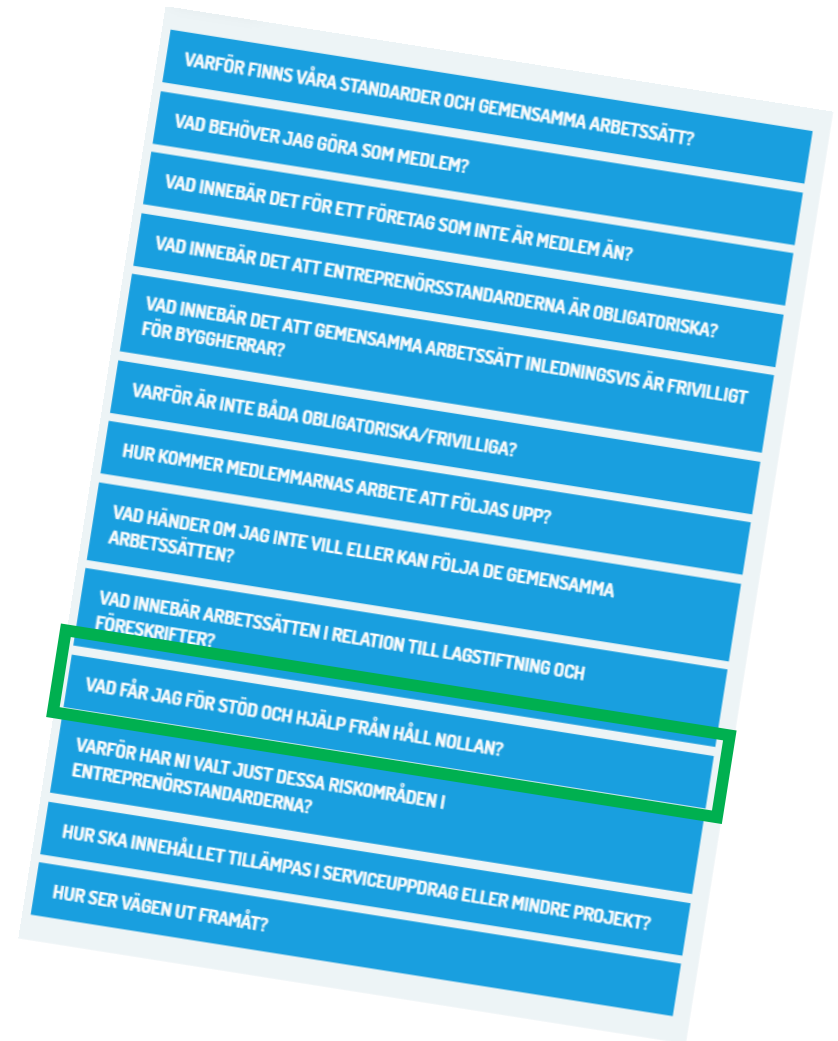 VARFÖR FINNS VÅRA STANDARDER OCH GEMENSAMMA ARBETSSÄTT?
VAD BEHÖVER JAG GÖRA SOM MEDLEM?
VAD INNEBÄR DET FÖR ETT FÖRETAG SOM INTE ÄR MEDLEM ÄN?
VAD INNEBÄR DET ATT ENTREPRENÖRSSTANDARDERNA ÄR OBLIGATORISKA?
VAD INNEBÄR DET ATT GEMENSAMMA ARBETSSÄTT INLEDNINGSVIS ÄR FRIVILLIGT
FÖR BYGGHERRAR?
VARFÖR ÄR INTE BÅDA OBLIGATORISKA/FRIVILLIGA?
HUR KOMMER MEDLEMMARNAS ARBETE ATT FÖLJAS UPP?
VAD HÄNDER OM JAG INTE VILL ELLER KAN FÖLJA DE GEMENSAMMA
ARBETSSÄTTEN?
VAD INNEBÄR ARBETSSÄTTEN I RELATION TILL LAGSTIFTNING OCH
FÖRESKRIFTER?
VAD FÅR JAG FÖR STÖD OCH HJÄLP FRÅN HÅLL NOLLAN?
VARFÖR HAR NI VALT JUST DESSA RISKOMRÅDEN I
ENTREPRENÖRSTANDARDERNA?
HUR SKA INNEHÅLLET TILLÄMPAS I SERVICEUPPDRAG ELLER MINDRE PROJEKT?
HUR SER VÄGEN UT FRAMÅT?